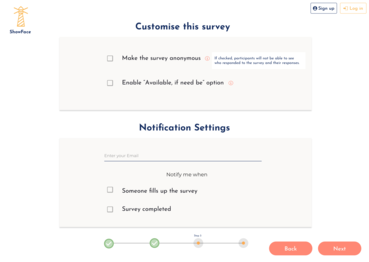 Sign up
Log in
ShowFace
Customise this survey
Make the survey anonymous
If checked, participants will not be able to see
who responded to the survey and their responses.
Enable "Available, if need be" option
Notification Settings
Enter your Email
Notify me when
Someone fills up the survey
Survey completed
Step 3
Back
Next